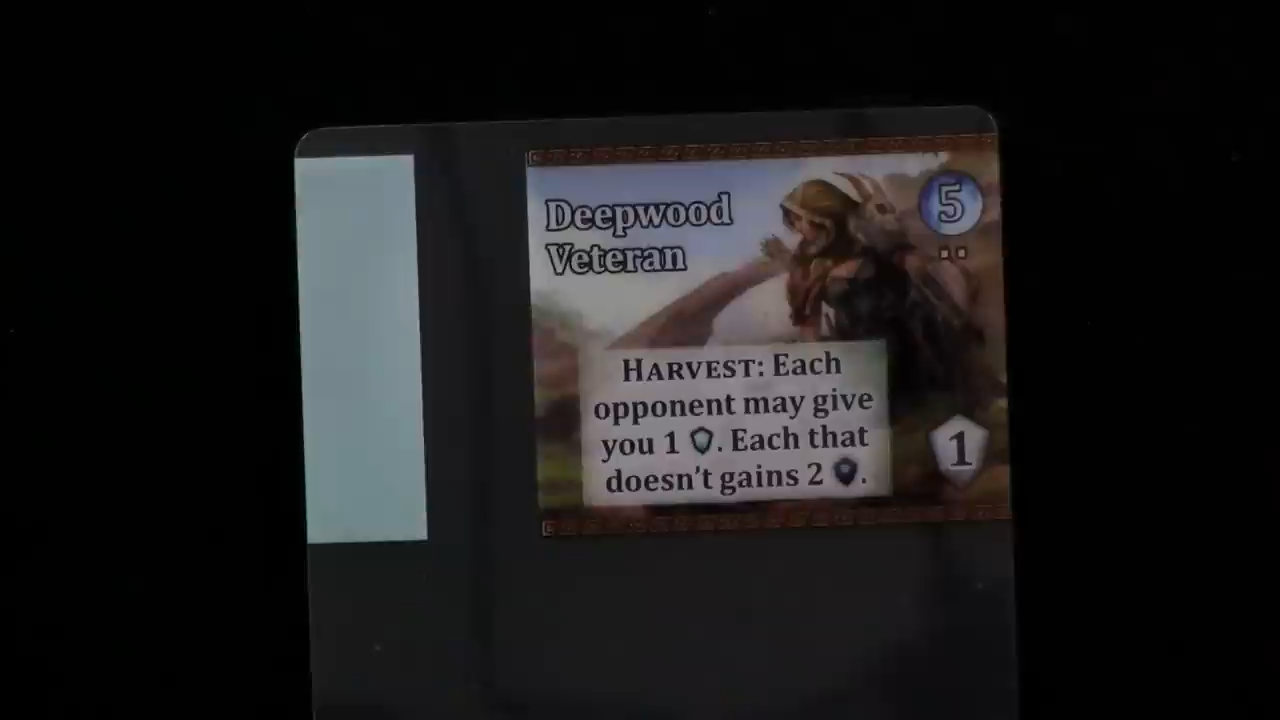 Deepwood
Veteran
5
HARVEST: Each
opponent may give
you 1. Each that
doesn't gains 2.
1